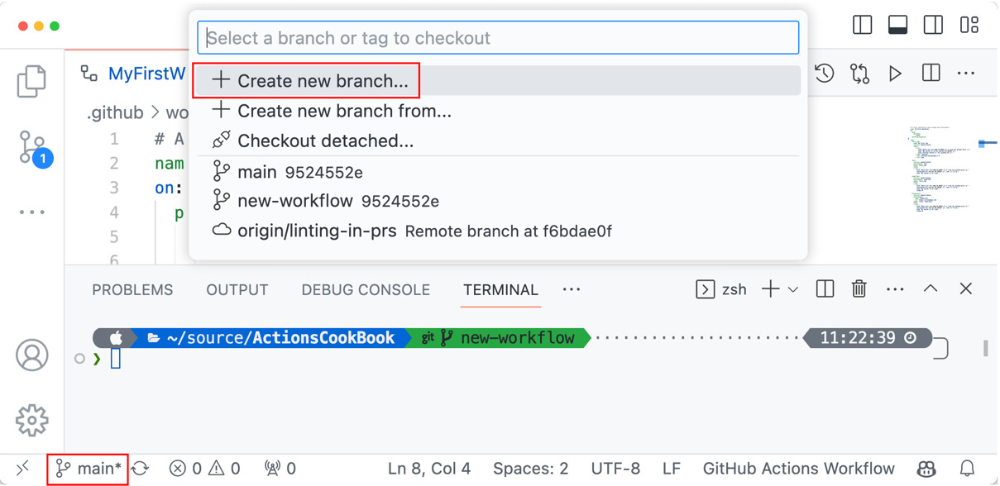 Select a branch or tag to checkout
MyFirstW
Create new branch...
.github > wo
Create new branch from...
1 # A
Checkout detached...
2 nam
main 9524552e
3 on:
new-workflow 9524552e
4 p
origin/linting-in-prs Remote branch at f6bdae0f
5
6
1
PROBLEMS OUTPUT DEBUG CONSOLE TERMINAL ... zsh
~/source/ActionsCookBook git new-workflow 11:22:39
main* 0 0 0 Ln 8, Col 4 Spaces: 2 UTF-8 LF GitHub Actions Workflow